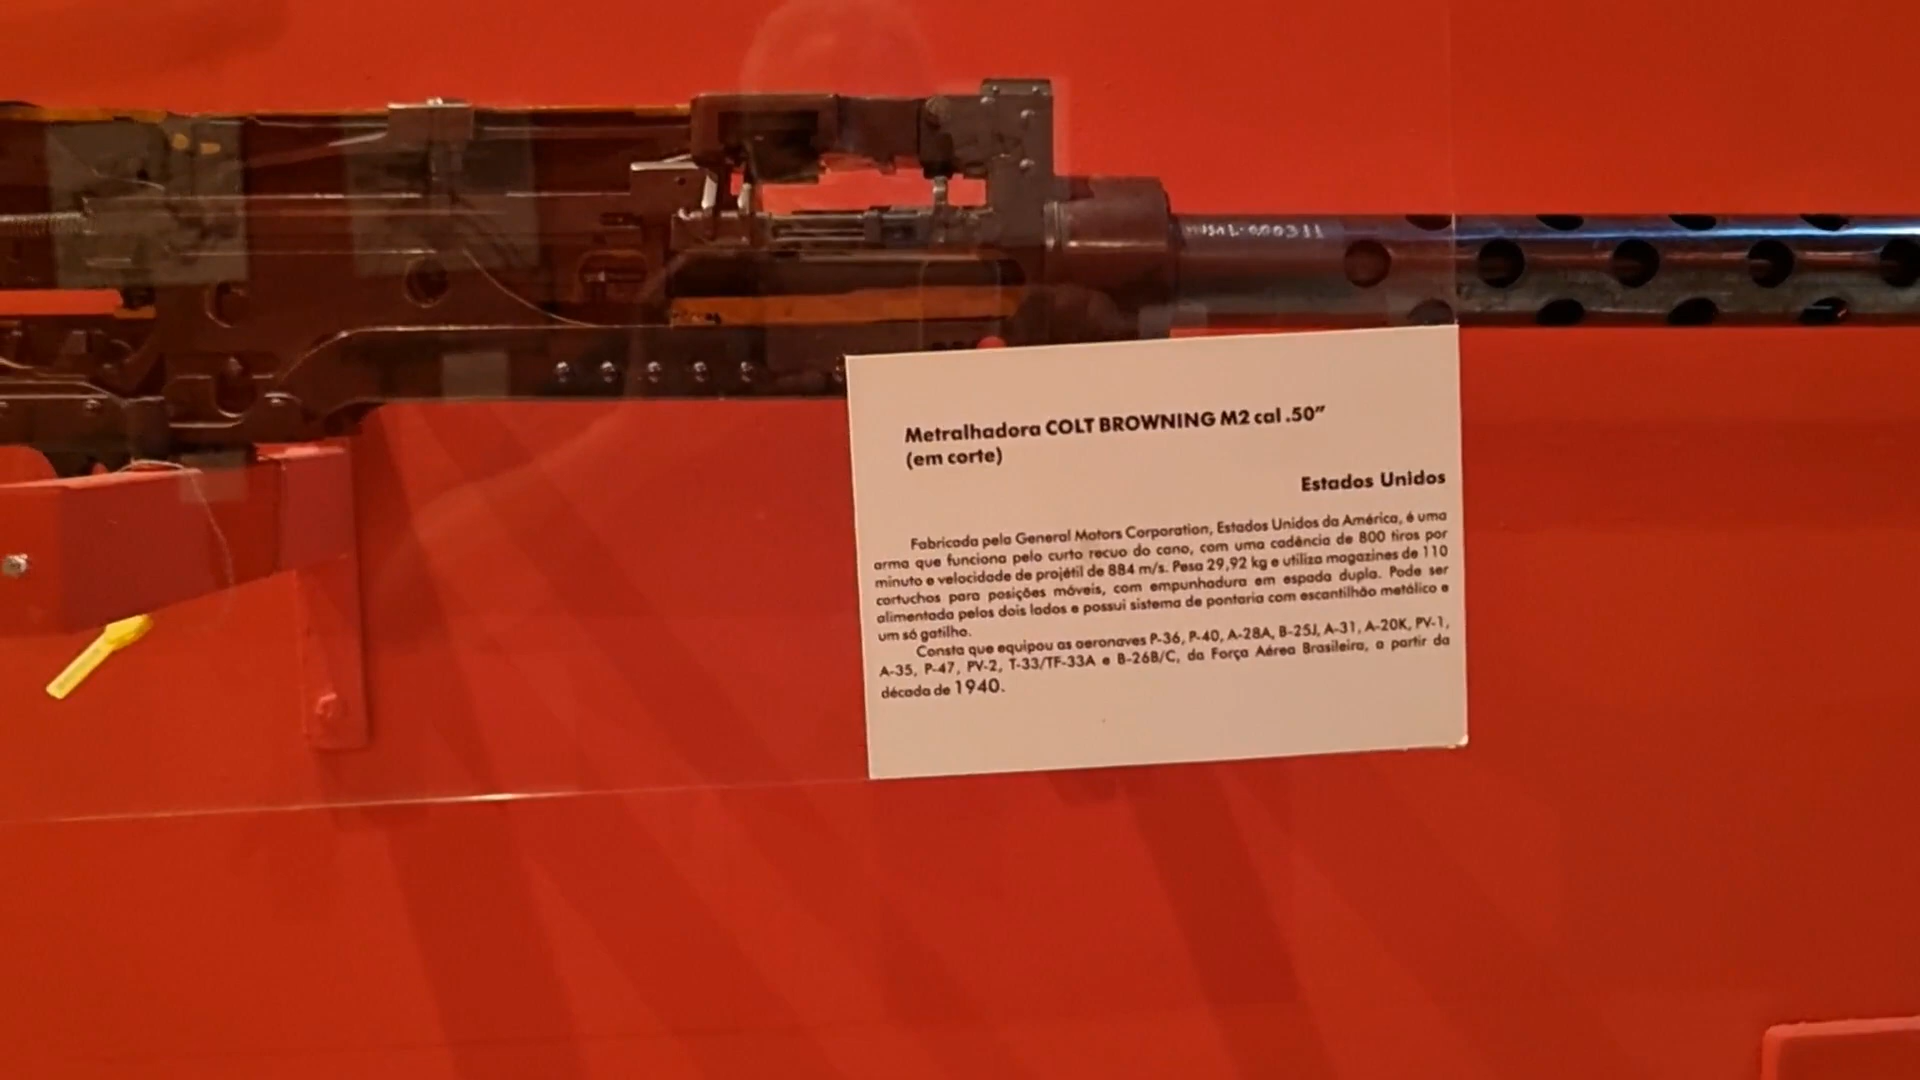 Metralhadora COLT BROWNING M2 cal .50"
(em corte)
Estados Unidos
Fabricada pela General Motors Corporation, Estados Unidos da América, é uma
arma que funciona pelo curto recuo do cano, com uma cadência de 800 tiros por
minuto e velocidade de projétil de 884 m/s. Pesa 29,92 kg e utiliza magazines de 110
cartuchos para posições móveis, com empunhadura em espada dupla. Pode ser
alimentada pelos dois lados e possui sistema de pontaria com escantilhão metálico e
um só gatilho.
Consta que equipou as aeronaves P-36, P-40, A-28A, B-25J, A-31, A-20K, PV-1,
A-35, P-47, PV-2, T-33/TF-33A e B-26B/C, da Força Aérea Brasileira, a partir da
década de 1940.